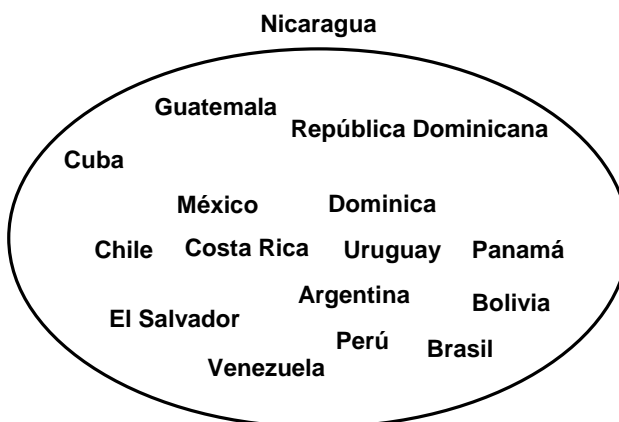 Nicaragua
Guatemala
República Dominicana
Cuba
México
Dominica
Chile
Costa Rica
Uruguay
Panamá
Argentina
Bolivia
El Salvador
Perú
Brasil
Venezuela